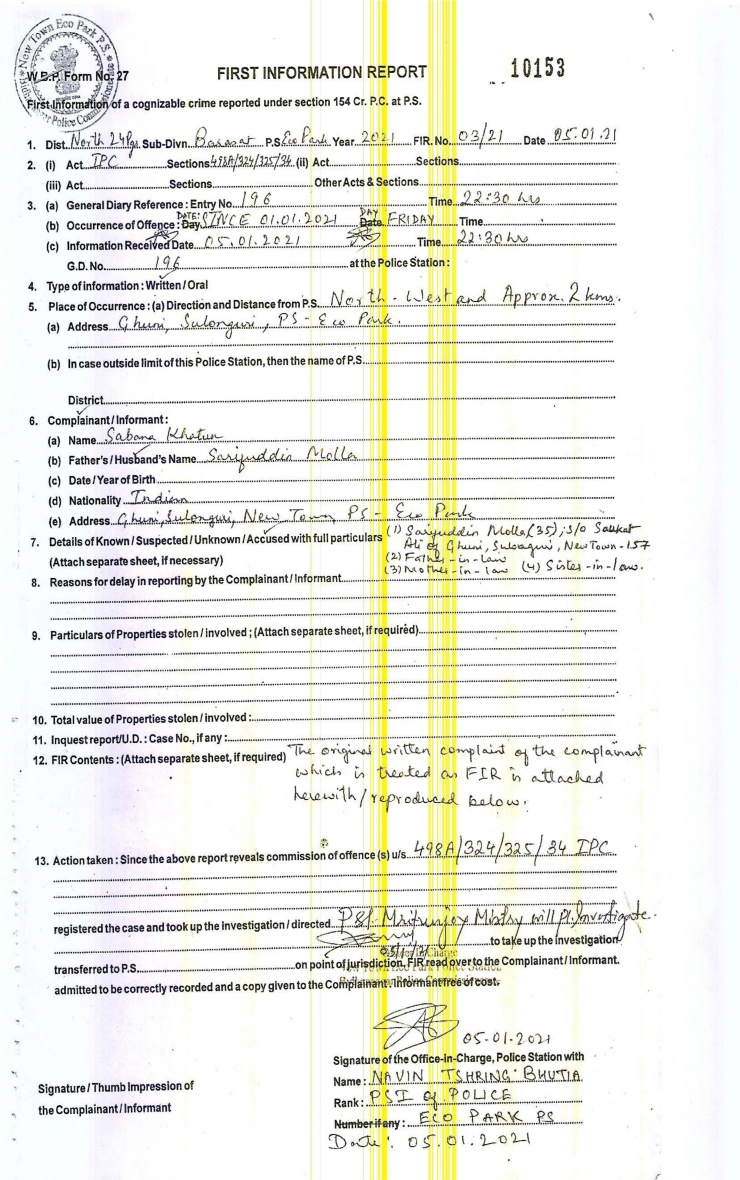 New Town Eco Park P.S.
W.B.P. Form No. 27
FIRST INFORMATION REPORT
10153
First Information of a cognizable crime reported under section 154 Cr. P.C. at P.S.
1. Dist. North 24 Pgs Sub-Divn. Barasat P.S Eco Park Year 2021 FIR. No. 03/21 Date 05.01.21
2. (i) Act IPC Sections 498A/324/325/34 (ii) Act Sections
(iii) Act Sections Other Acts & Sections
3. (a) General Diary Reference : Entry No. 196 Time 22:30 hrs
(b) Occurrence of Offence : Day DATE: SINCE 01.01.2021 Date DAY FRIDAY Time
(c) Information Received Date 05.01.2021 Time 22:30 hrs
G.D. No. 196 at the Police Station :
4. Type of information : Written / Oral
5. Place of Occurrence : (a) Direction and Distance from P.S. North-West and Approx. 2 kms.
(a) Address Ghuni, Sulonguri, PS - Eco Park.
(b) In case outside limit of this Police Station, then the name of P.S
District
6. Complainant / Informant :
(a) Name Sabana Khatun
(b) Father's / Husband's Name Sariyuddin Molla
(c) Date / Year of Birth
(d) Nationality Indian
(e) Address Ghuni, Sulonguri, New Town PS - Eco Park
7. Details of Known / Suspected / Unknown / Accused with full particulars (1) Sariyuddin Molla (35), S/O Saukat
Ali of Ghuni, Sulonguri, New Town - 157
(Attach separate sheet, if necessary) (2) Father-in-law
(3) Mother-in-law (4) Sister-in-law.
8. Reasons for delay in reporting by the Complainant / Informant
9. Particulars of Properties stolen / involved ; (Attach separate sheet, if required)
10. Total value of Properties stolen / involved :
11. Inquest report / U.D. : Case No., if any :
12. FIR Contents : (Attach separate sheet, if required) The original written complaint of the complainant
which is treated as FIR is attached
herewith / reproduced below.
13. Action taken : Since the above report reveals commission of offence (s) u/s 498A/324/325/34 IPC
registered the case and took up the investigation / directed PSI Mritunjoy Mistry will pl. Investigate.
to take up the investigation
transferred to P.S. on point of jurisdiction, FIR read over to the Complainant / Informant.
admitted to be correctly recorded and a copy given to the Complainant / Informant free of cost.
05.01.2021
Signature of the Office-in-Charge, Police Station with
Name : NAVIN TSHRING BHUTIA
Signature / Thumb Impression of
Rank : PSI of POLICE
the Complainant / Informant
Number if any : ECO PARK PS
Date : 05.01.2021